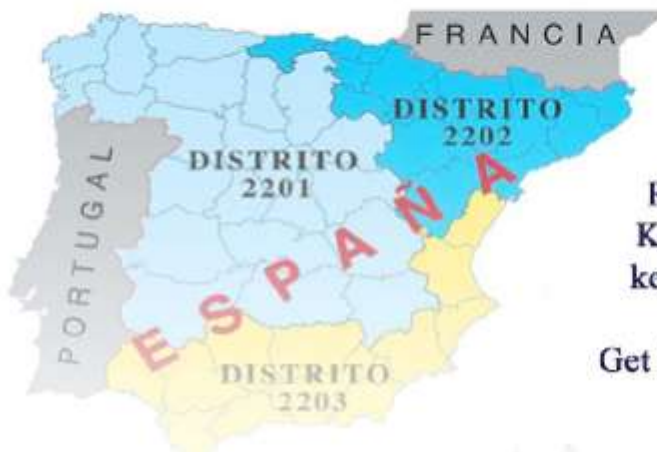 FRANCIA
DISTRITO
2202
DISTRITO
2201
ESPAÑA
PORTUGAL
DISTRITO
2203
Get